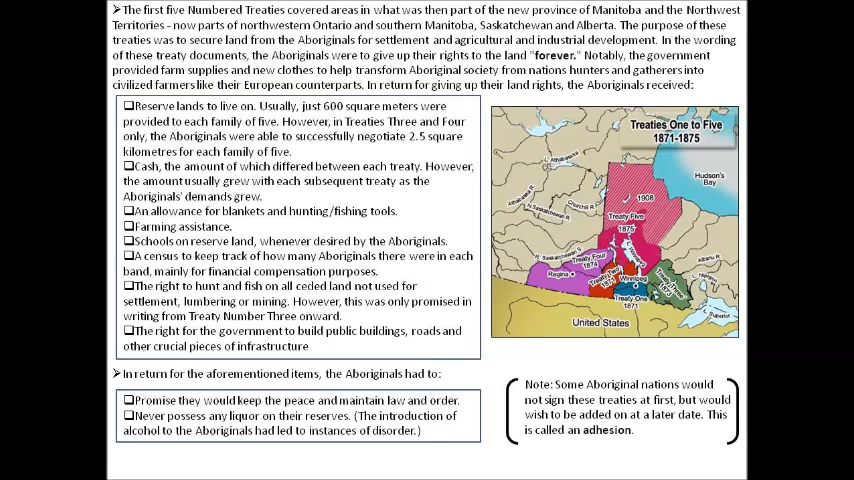 ➢The first five Numbered Treaties covered areas in what was then part of the new province of Manitoba and the Northwest
Territories - now parts of northwestern Ontario and southern Manitoba, Saskatchewan and Alberta. The purpose of these
treaties was to secure land from the Aboriginals for settlement and agricultural and industrial development. In the wording
of these treaty documents, the Aboriginals were to give up their rights to the land "forever." Notably, the government
provided farm supplies and new clothes to help transform Aboriginal society from nations hunters and gatherers into
civilized farmers like their European counterparts. In return for giving up their land rights, the Aboriginals received:
❑Reserve lands to live on. Usually, just 600 square meters were
provided to each family of five. However, in Treaties Three and Four
only, the Aboriginals were able to successfully negotiate 2.5 square
kilometres for each family of five.
❑Cash, the amount of which differed between each treaty. However,
the amount usually grew with each subsequent treaty as the
Aboriginals' demands grew.
❑An allowance for blankets and hunting/fishing tools.
❑Farming assistance.
❑Schools on reserve land, whenever desired by the Aboriginals.
❑A census to keep track of how many Aboriginals there were in each
band, mainly for financial compensation purposes.
❑The right to hunt and fish on all ceded land not used for
settlement, lumbering or mining. However, this was only promised in
writing from Treaty Number Three onward.
❑The right for the government to build public buildings, roads and
other crucial pieces of infrastructure
Treaties One to Five
1871-1875
L. Athabaska
Hudson's
Bay
Athabaska R.
Churchill R.
1908
N. Saskatchewan R.
Treaty Five
1875
N. Saskatchewan
L. Winnipeg
Albany R.
Treaty Four
1874
Regina
Treaty Two
1871
Winnipeg
Treaty Three
1873
L. Nipigon
Treaty One
1871
L. Superior
United States
➢In return for the aforementioned items, the Aboriginals had to:
❑Promise they would keep the peace and maintain law and order.
❑Never possess any liquor on their reserves. (The introduction of
alcohol to the Aboriginals had led to instances of disorder.)
Note: Some Aboriginal nations would
not sign these treaties at first, but would
wish to be added on at a later date. This
is called an adhesion.